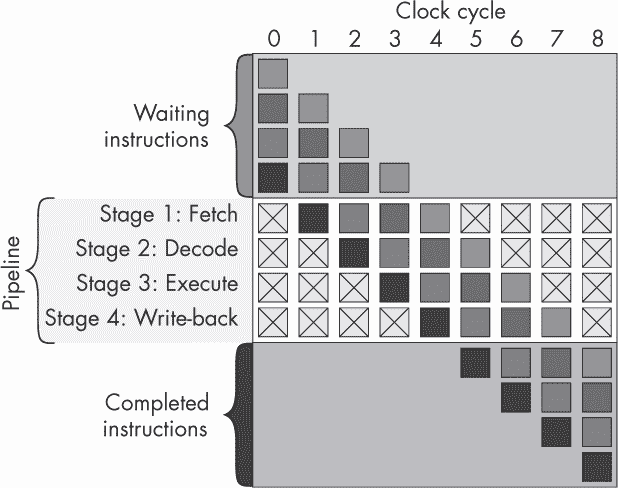 Clock cycle
0 1 2 3 4 5 6 7 8
Waiting
instructions
Pipeline
Stage 1: Fetch
Stage 2: Decode
Stage 3: Execute
Stage 4: Write-back
Completed
instructions